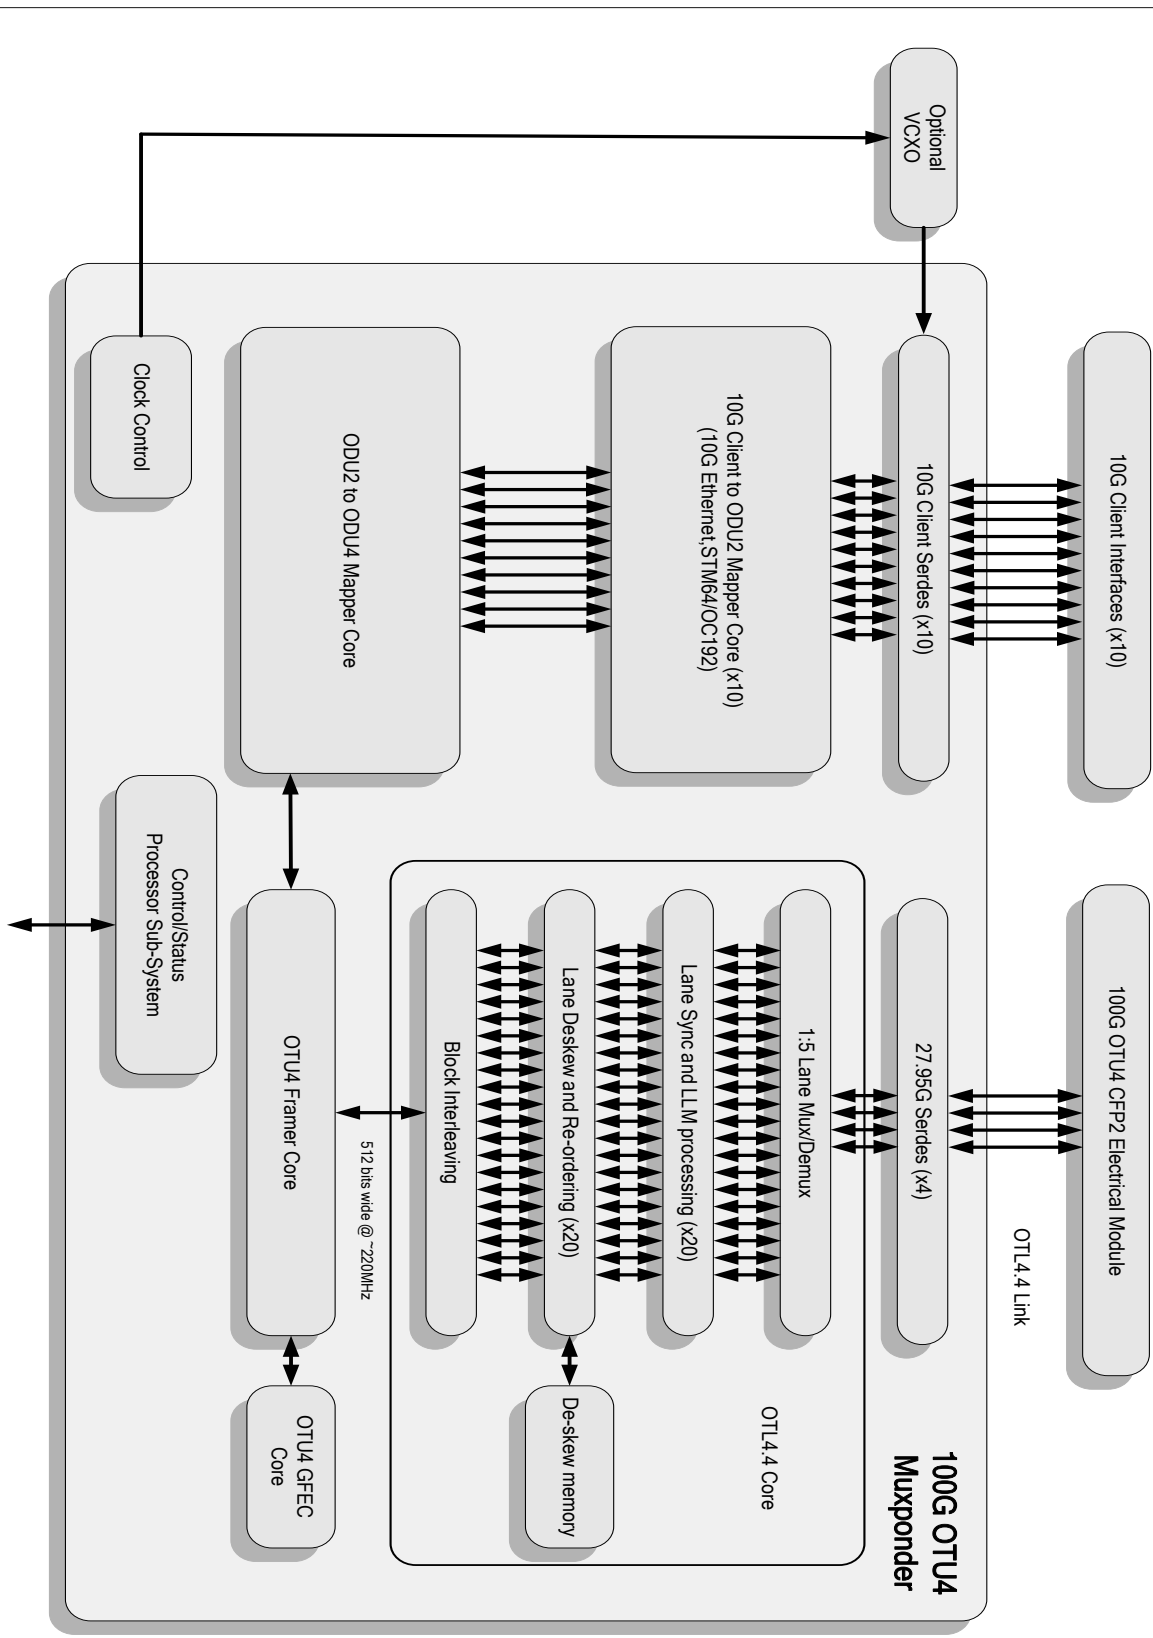 Optional
VCXO
10G Client Interfaces (x10)
100G OTU4 CFP2 Electrical Module
OTL4.4 Link
100G OTU4
Muxponder
10G Client Serdes (x10)
27.95G Serdes (x4)
10G Client to ODU2 Mapper Core (x10)
(10G Ethernet,STM64/OC192)
1:5 Lane Mux/Demux
OTL4.4 Core
Lane Sync and LLM processing (x20)
Lane Deskew and Re-ordering (x20)
De-skew memory
Block Interleaving
512 bits wide @ ~220MHz
ODU2 to ODU4 Mapper Core
OTU4 Framer Core
OTU4 GFEC
Core
Clock Control
Control/Status
Processor Sub-System